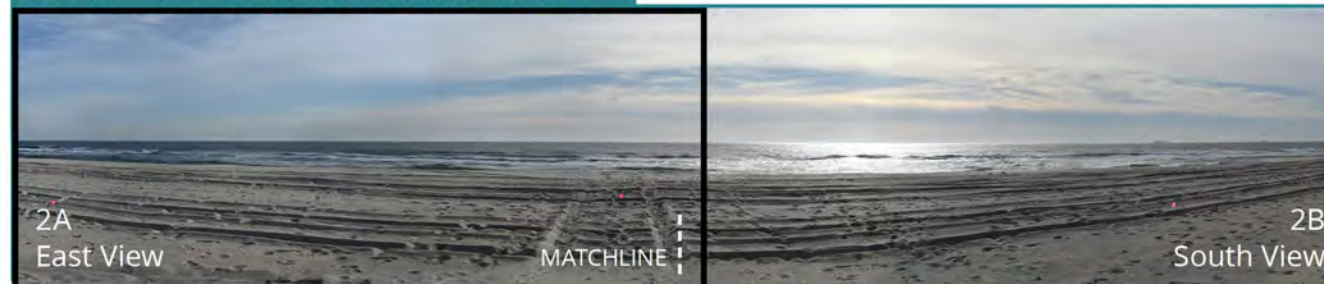 2A
East View
MATCHLINE
2B
South View